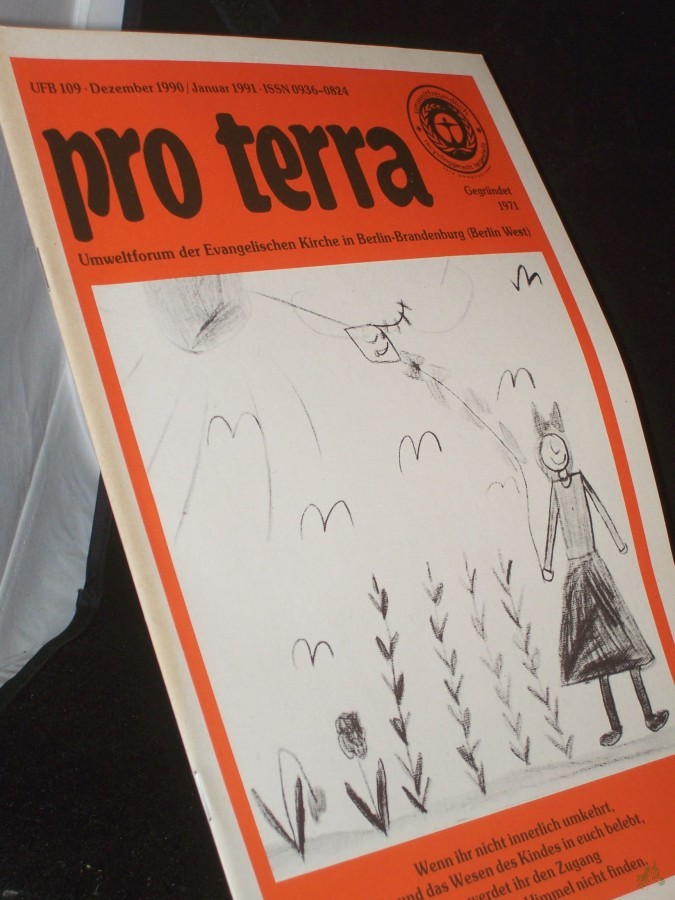 UFB 109 · Dezember 1990 / Januar 1991 · ISSN 0936-0824
pro terra
Gegründet
1971
Umweltforum der Evangelischen Kirche in Berlin-Brandenburg (Berlin West)
Wenn ihr nicht innerlich umkehrt,
und das Wesen des Kindes in euch belebt,
werdet ihr den Zugang
Himmel nicht finden.